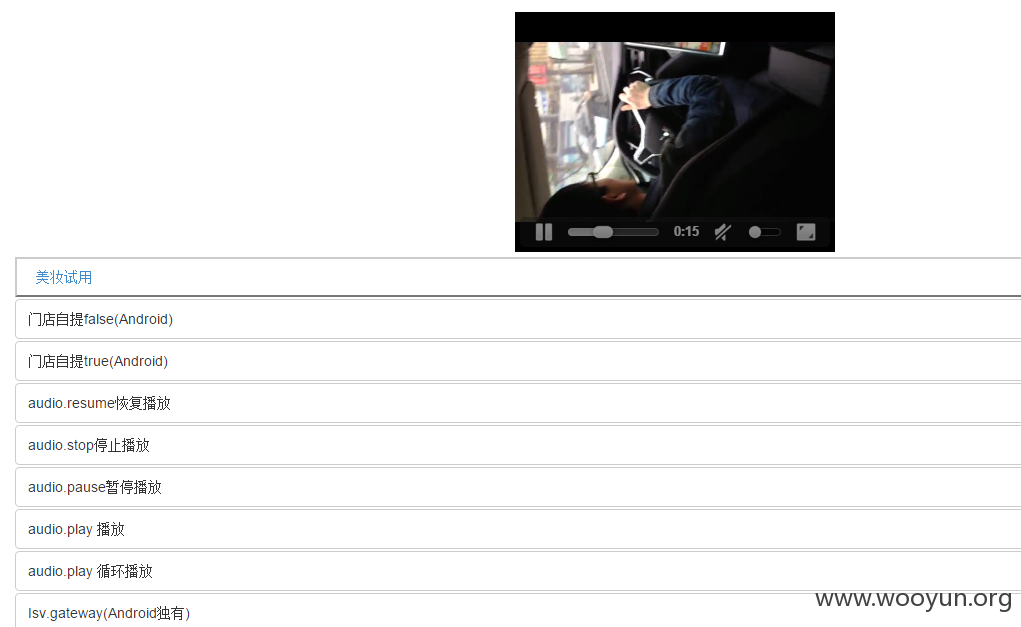 0:15
美妆试用
门店自提false(Android)
门店自提true(Android)
audio.resume恢复播放
audio.stop停止播放
audio.pause暂停播放
audio.play 播放
audio.play 循环播放
lsv.gateway(Android独有)
www.wooyun.org